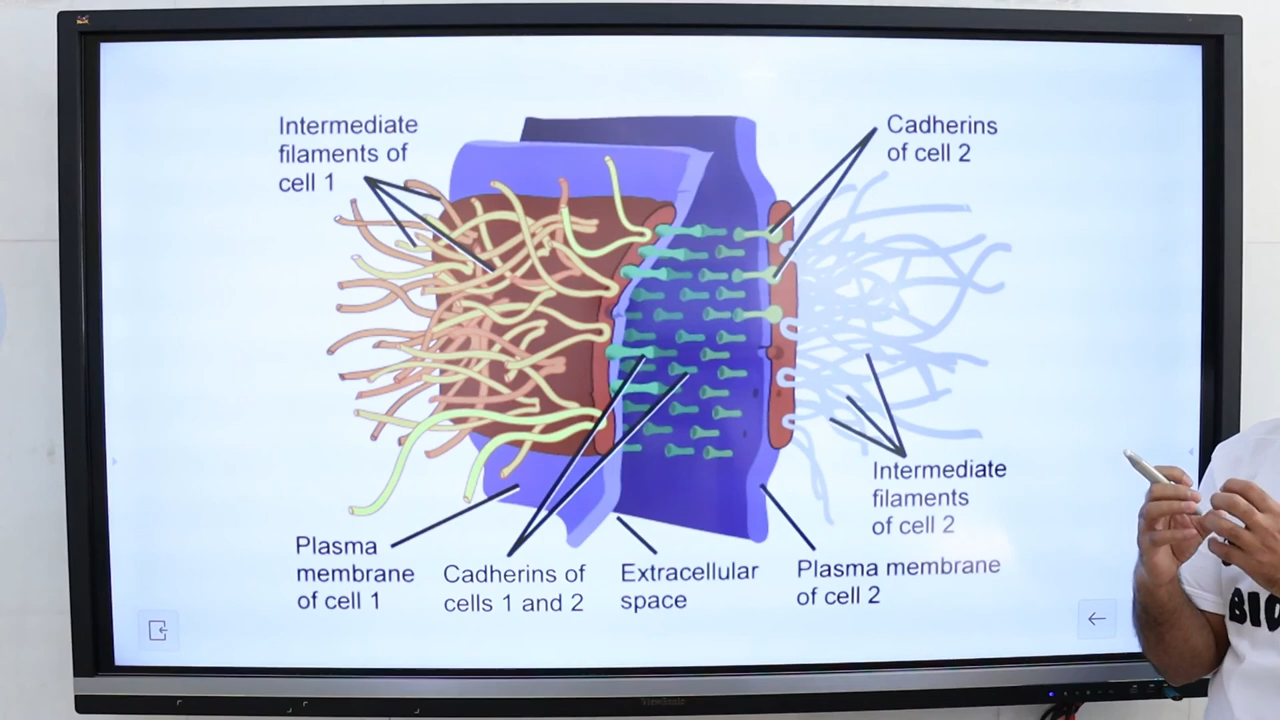 Intermediate
filaments of
cell 1
Cadherins
of cell 2
Intermediate
filaments
of cell 2
Plasma
membrane
of cell 1
Cadherins of
cells 1 and 2
Extracellular
space
Plasma membrane
of cell 2
ViewSonic